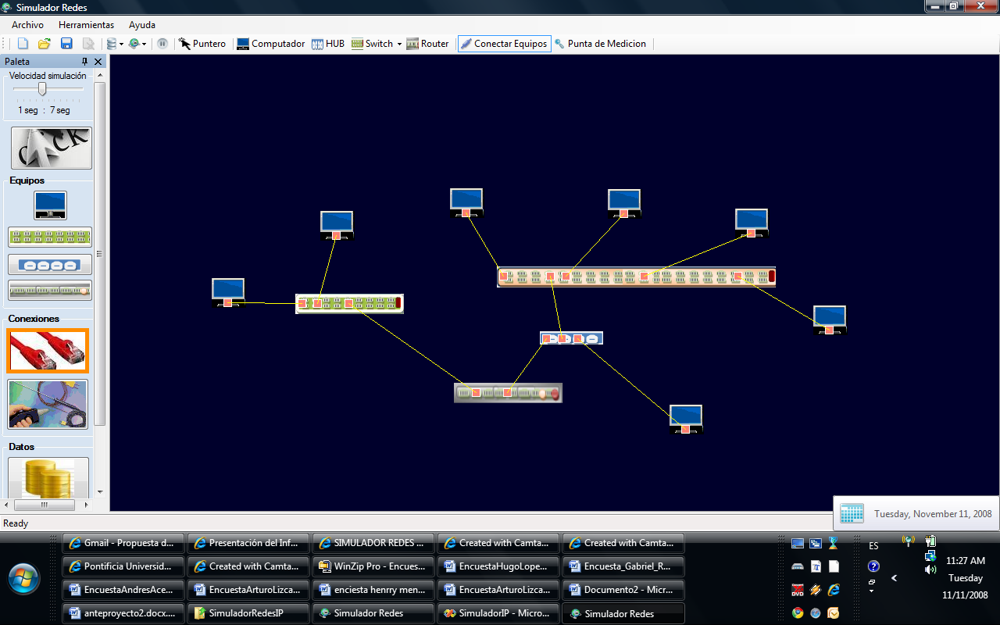 Simulador Redes
Archivo Herramientas Ayuda
Puntero Computador HUB Switch Router Conectar Equipos Punta de Medicion
Paleta
Velocidad simulación
1 seg : 7 seg
CK
Equipos
Conexiones
Datos
Ready
Tuesday, November 11, 2008
Gmail - Propuesta d... Presentación del Inf... SIMULADOR REDES ... Created with Camta... Created with Camta...
Pontificia Universid... Created with Camta... WinZip Pro - Encues... EncuestaHugoLope... Encuesta_Gabriel_R...
EncuestaAndresAce... EncuestaArturoLizca... enciesta henrry men... EncuestaArturoLizca... Documento2 - Micr...
anteproyecto2.docx.... SimuladorRedesIP Simulador Redes SimuladorIP - Micro... Simulador Redes
DVD
ES
11:27 AM
Tuesday
11/11/2008